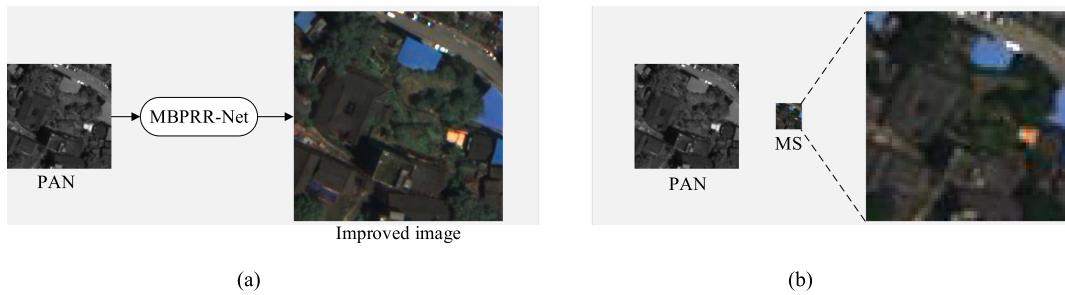 PAN
MBPRR-Net
Improved image
(a)
PAN
MS
(b)